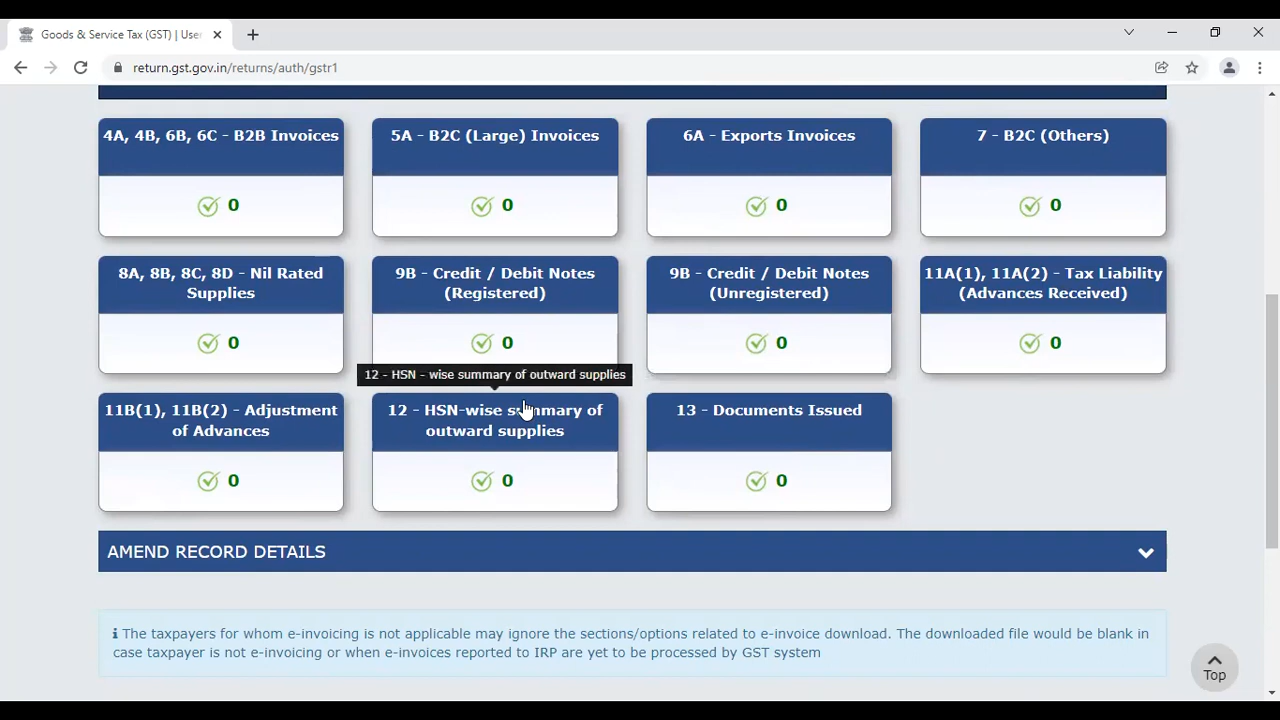 Goods & Service Tax (GST) | User
return.gst.gov.in/returns/auth/gstr1
4A, 4B, 6B, 6C - B2B Invoices
0
5A - B2C (Large) Invoices
0
6A - Exports Invoices
0
7 - B2C (Others)
0
8A, 8B, 8C, 8D - Nil Rated
Supplies
0
9B - Credit / Debit Notes
(Registered)
0
9B - Credit / Debit Notes
(Unregistered)
0
11A(1), 11A(2) - Tax Liability
(Advances Received)
0
12 - HSN - wise summary of outward supplies
11B(1), 11B(2) - Adjustment
of Advances
0
12 - HSN-wise summary of
outward supplies
0
13 - Documents Issued
0
AMEND RECORD DETAILS
The taxpayers for whom e-invoicing is not applicable may ignore the sections/options related to e-invoice download. The downloaded file would be blank in
case taxpayer is not e-invoicing or when e-invoices reported to IRP are yet to be processed by GST system
Top